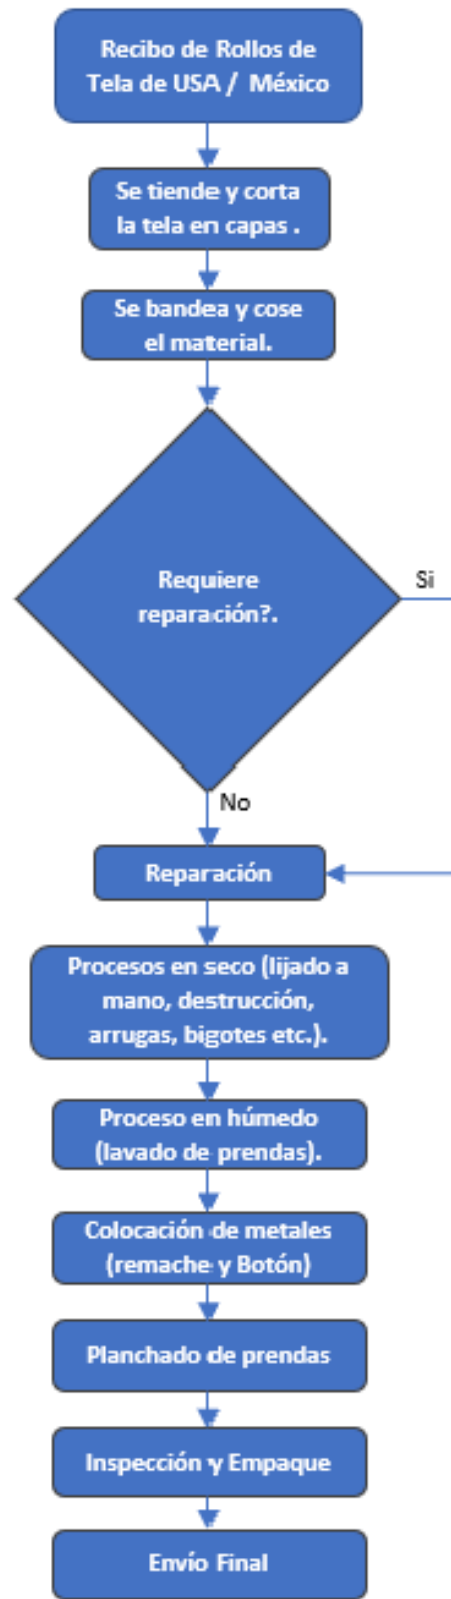 Recibo de Rollos de
Tela de USA / México
Se tiende y corta
la tela en capas .
Se bandea y cose
el material.
Requiere
reparación?.
Si
No
Reparación
Procesos en seco (lijado a
mano, destrucción,
arrugas, bigotes etc.).
Proceso en húmedo
(lavado de prendas).
Colocación de metales
(remache y Botón)
Planchado de prendas
Inspección y Empaque
Envío Final